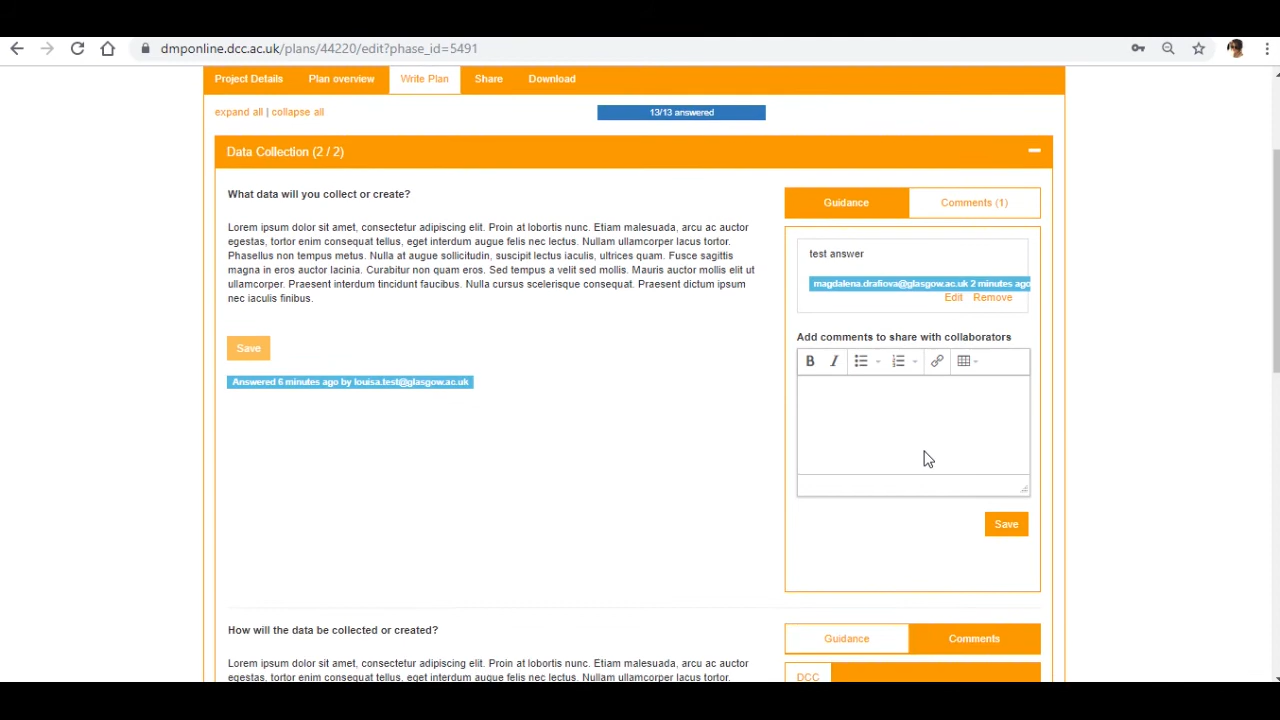 dmponline.dcc.ac.uk/plans/44220/edit?phase_id=5491
Project Details Plan overview Write Plan Share Download
expand all | collapse all
13/13 answered
Data Collection (2 / 2)
What data will you collect or create?
Lorem ipsum dolor sit amet, consectetur adipiscing elit. Proin at lobortis nunc. Etiam malesuada, arcu ac auctor
egestas, tortor enim consequat tellus, eget interdum augue felis nec lectus. Nullam ullamcorper lacus tortor.
Phasellus non tempus metus. Nulla at augue sollicitudin, suscipit lectus iaculis, ultrices quam. Fusce sagittis
magna in eros auctor lacinia. Curabitur non quam eros. Sed tempus a velit sed mollis. Mauris auctor mollis elit ut
ullamcorper. Praesent interdum tincidunt faucibus. Nulla cursus scelerisque consequat. Praesent dictum ipsum
nec iaculis finibus.
Save
Answered 6 minutes ago by louisa.test@glasgow.ac.uk
Guidance Comments (1)
test answer
magdalena.drafiova@glasgow.ac.uk 2 minutes ago
Edit Remove
Add comments to share with collaborators
B I
Save
How will the data be collected or created?
Lorem ipsum dolor sit amet, consectetur adipiscing elit. Proin at lobortis nunc. Etiam malesuada, arcu ac auctor
egestas, tortor enim consequat tellus, eget interdum augue felis nec lectus. Nullam ullamcorper lacus tortor.
Guidance Comments
DCC